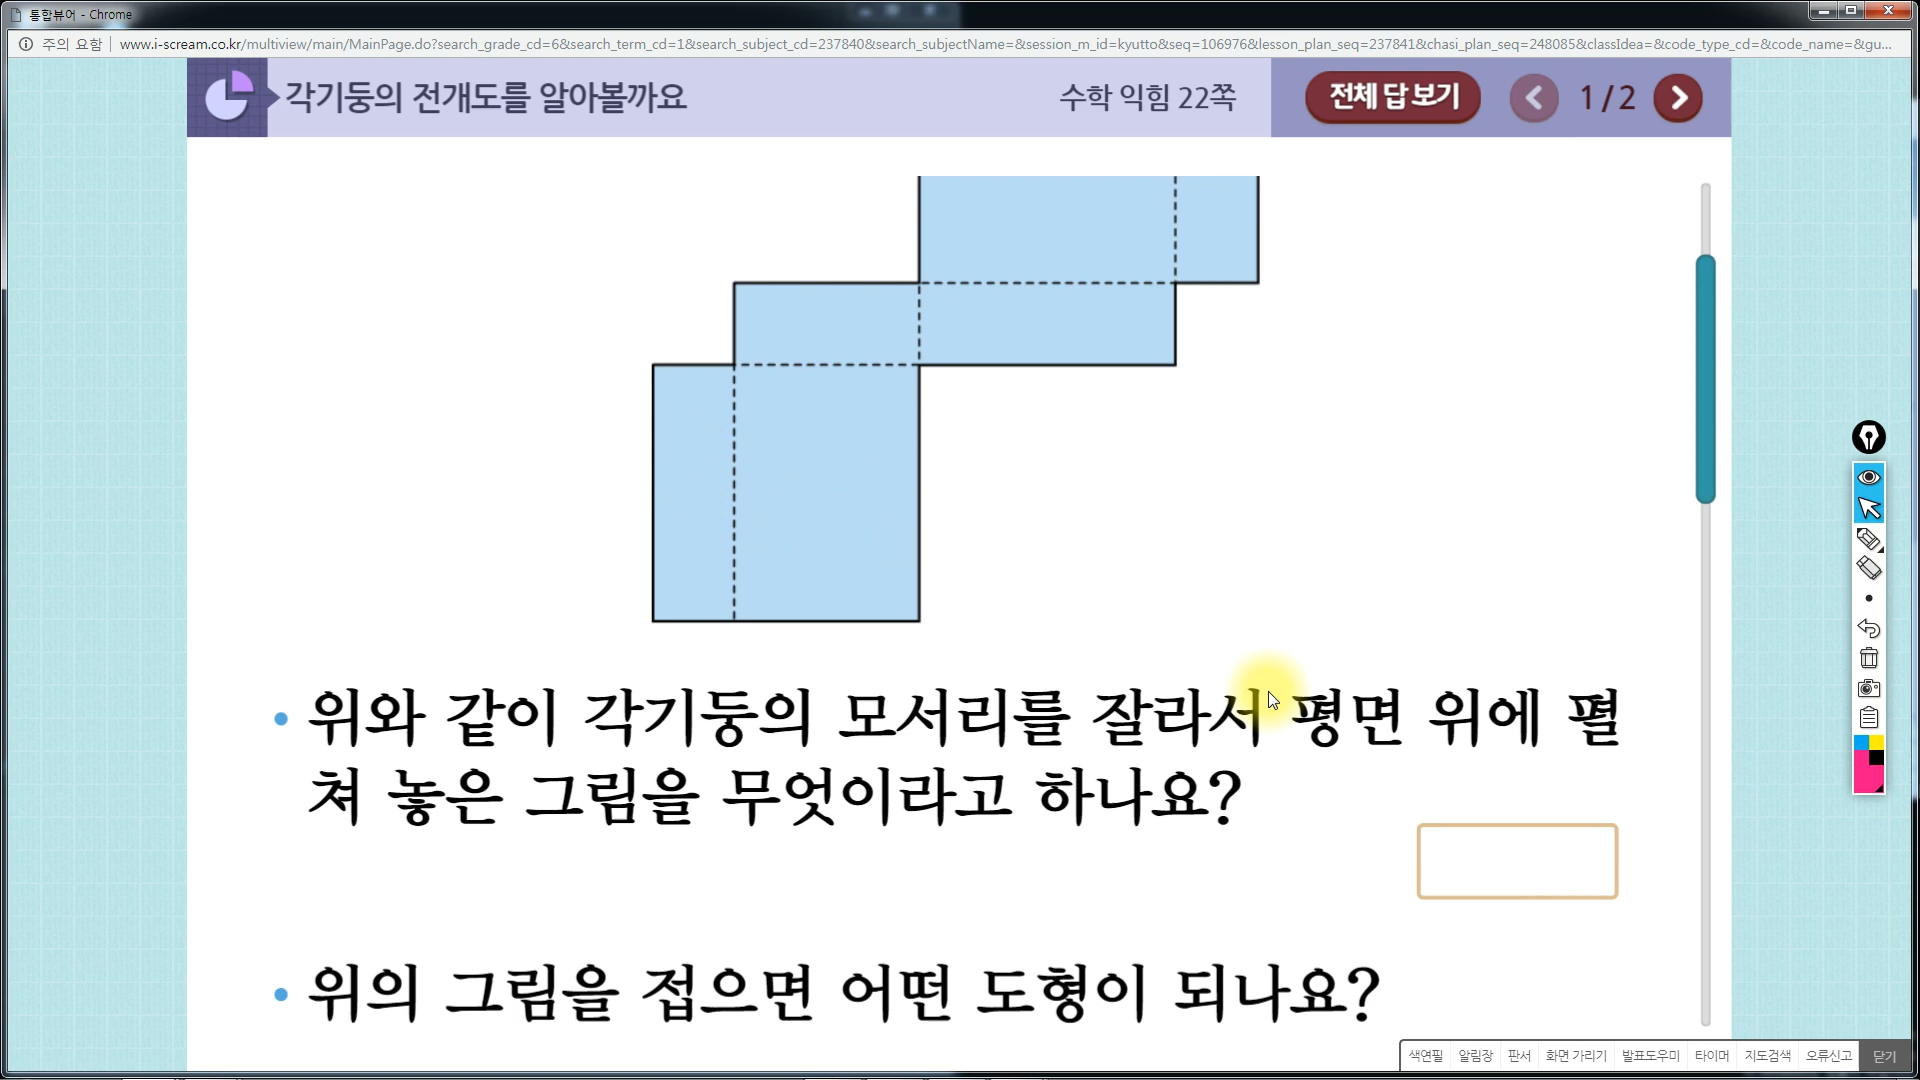 통합뷰어 - Chrome
주의 요함 | www.i-scream.co.kr/multiview/main/MainPage.do?search_grade_cd=6&search_term_cd=1&search_subject_cd=237840&search_subjectName=&session_m_id=kyutto&seq=106976&lesson_plan_seq=237841&chasi_plan_seq=248085&classIdea=&code_type_cd=&code_name=&gu...
각기둥의 전개도를 알아볼까요 수학 익힘 22쪽 전체 답 보기 1 / 2
• 위와 같이 각기둥의 모서리를 잘라서 평면 위에 펼
쳐 놓은 그림을 무엇이라고 하나요?
• 위의 그림을 접으면 어떤 도형이 되나요?
색연필 알림장 판서 화면 가리기 발표도우미 타이머 지도검색 오류신고 닫기